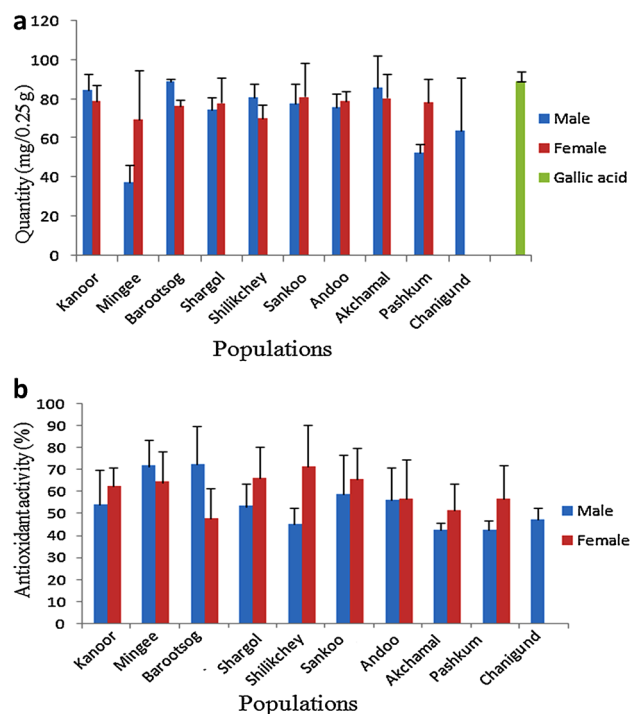 a
120
100
80
60
40
20
0
Quantity (mg/0.25 g)
Kanoor
Mingee
Barootsog
Shargol
Shilikchey
Sankoo
Andoo
Akchamal
Pashkum
Chanigund
Populations
Male
Female
Gallic acid
b
100
90
80
70
60
50
40
30
20
10
0
Antioxidantactivity (%)
Kanoor
Mingee
Barootsog
Shargol
Shilikchey
Sankoo
Andoo
Akchamal
Pashkum
Chanigund
Populations
Male
Female